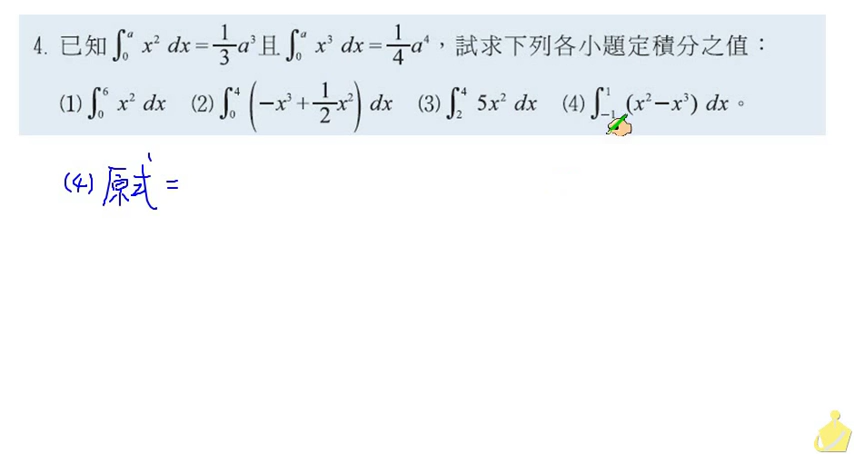 4. 已知∫₀ᵃ x² dx=1/3 a³且∫₀ᵃ x³ dx=1/4 a⁴，試求下列各小題定積分之值：
(1)∫₀⁶ x² dx (2)∫₀⁴ (−x³+1/2 x²) dx (3)∫₂⁴ 5x² dx (4)∫₋₁¹ (x²−x³) dx。
(4) 原式=